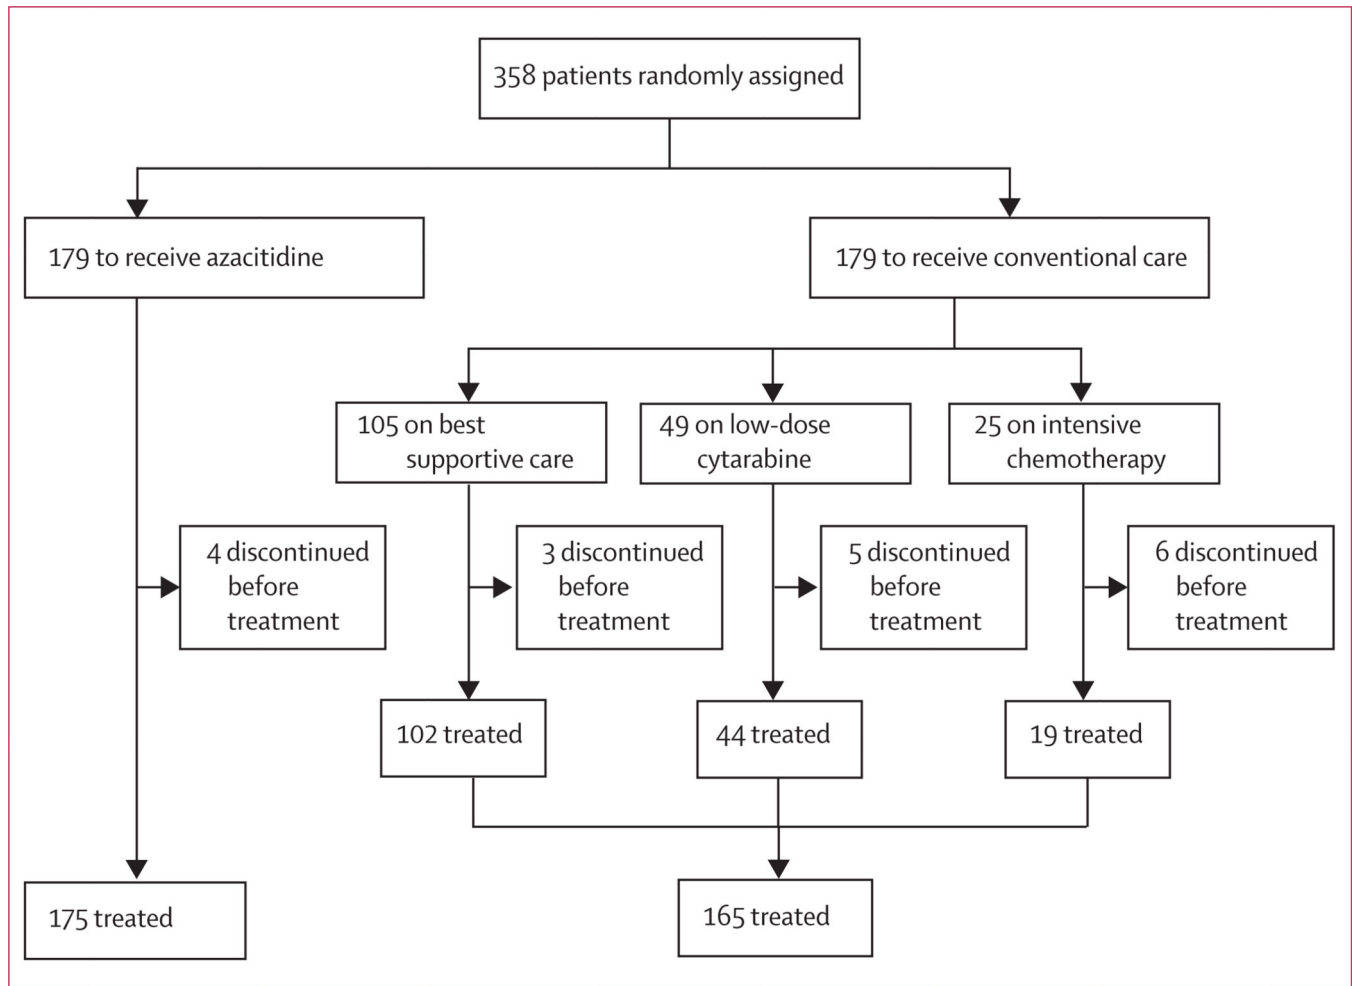 358 patients randomly assigned
179 to receive azacitidine
179 to receive conventional care
105 on best
supportive care
49 on low-dose
cytarabine
25 on intensive
chemotherapy
4 discontinued
before
treatment
3 discontinued
before
treatment
5 discontinued
before
treatment
6 discontinued
before
treatment
102 treated
44 treated
19 treated
175 treated
165 treated